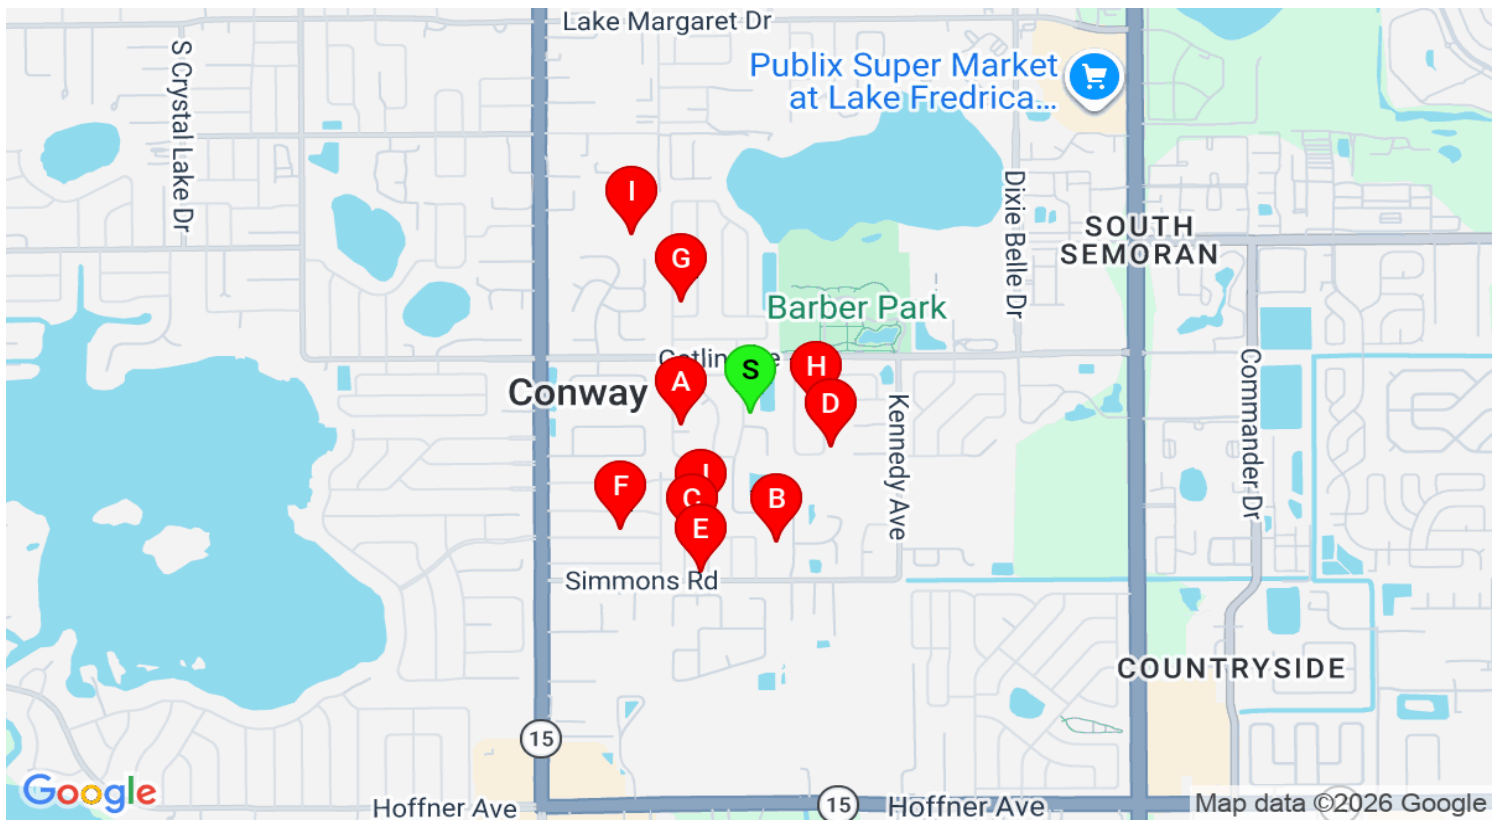 Lake Margaret Dr
S Crystal Lake Dr
Publix Super Market
at Lake Fredrica...
I
Dixie Belle Dr
SOUTH
SEMORAN
G
Barber Park
H
S
A
Conway
D
Kennedy Ave
Commander Dr
J
F
C
B
E
Simmons Rd
COUNTRYSIDE
15
Google
Hoffner Ave
15
Hoffner Ave
Map data ©2026 Google